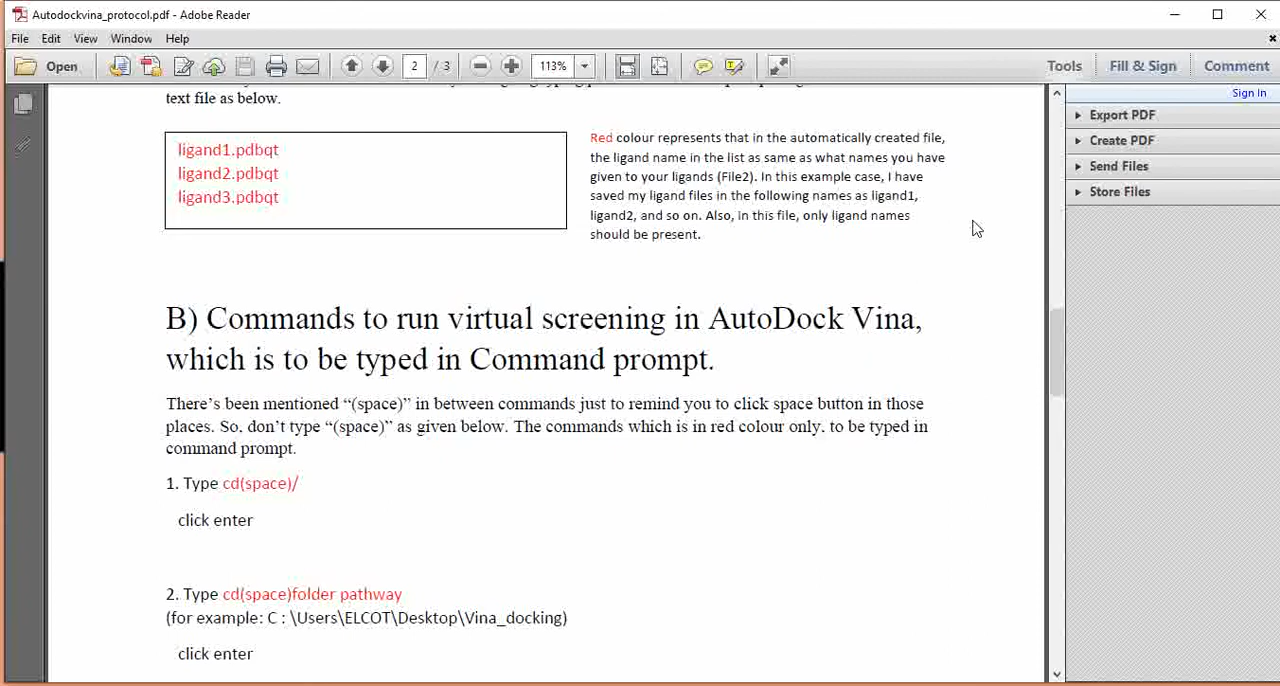 Autodockvina_protocol.pdf - Adobe Reader
File Edit View Window Help
Open 2 / 3 113% Tools Fill & Sign Comment
Sign In
Export PDF
Create PDF
Send Files
Store Files
text file as below.
ligand1.pdbqt
ligand2.pdbqt
ligand3.pdbqt
Red colour represents that in the automatically created file,
the ligand name in the list as same as what names you have
given to your ligands (File2). In this example case, I have
saved my ligand files in the following names as ligand1,
ligand2, and so on. Also, in this file, only ligand names
should be present.
B) Commands to run virtual screening in AutoDock Vina,
which is to be typed in Command prompt.
There’s been mentioned “(space)” in between commands just to remind you to click space button in those
places. So, don’t type “(space)” as given below. The commands which is in red colour only. to be typed in
command prompt.
1. Type cd(space)/
click enter
2. Type cd(space)folder pathway
(for example: C : \Users\ELCOT\Desktop\Vina_docking)
click enter